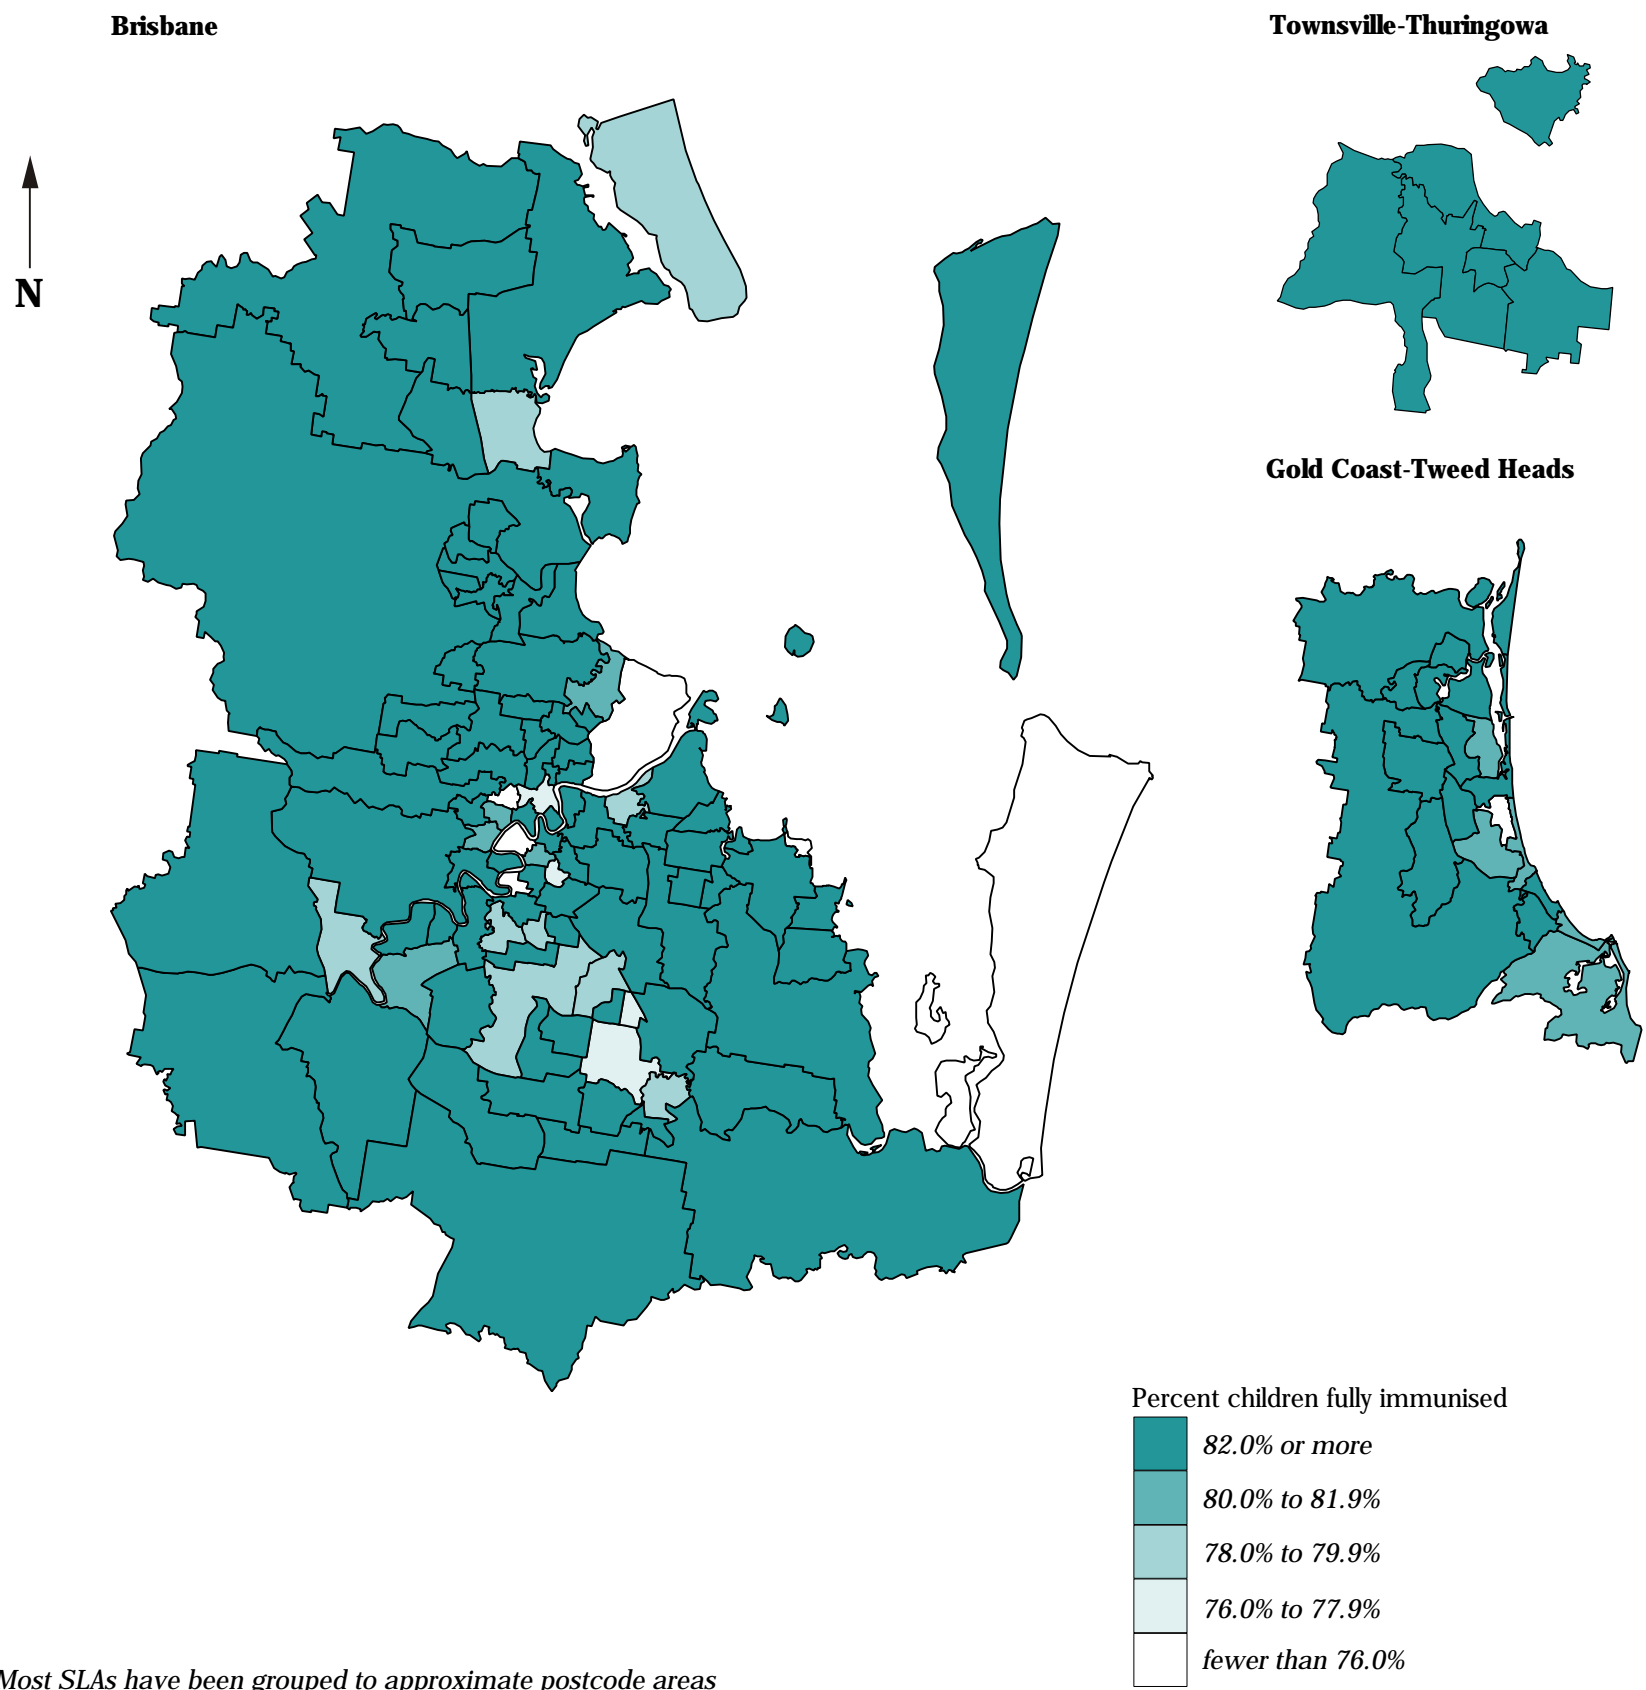 Brisbane
Townsville-Thuringowa
N
Gold Coast-Tweed Heads
Percent children fully immunised
82.0% or more
80.0% to 81.9%
78.0% to 79.9%
76.0% to 77.9%
fewer than 76.0%
Most SLAs have been grouped to approximate postcode areas